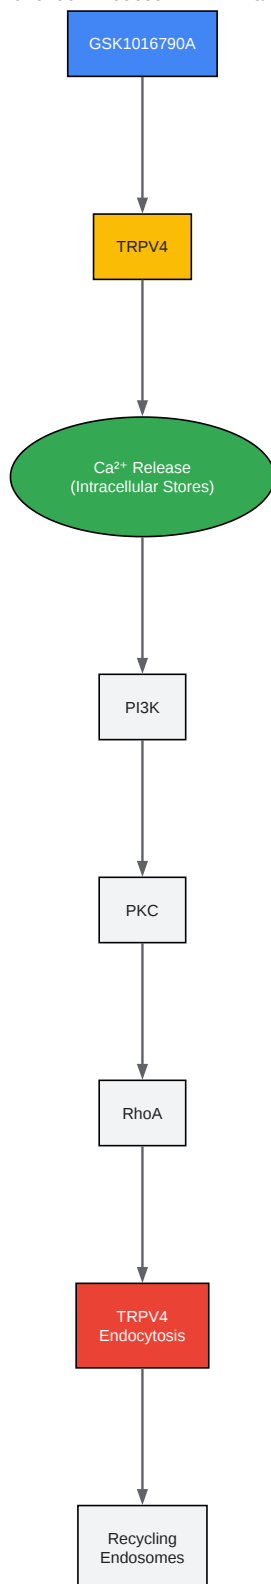 GSK1016790A
TRPV4
Ca²⁺ Release
(Intracellular Stores)
PI3K
PKC
RhoA
TRPV4
Endocytosis
Recycling
Endosomes